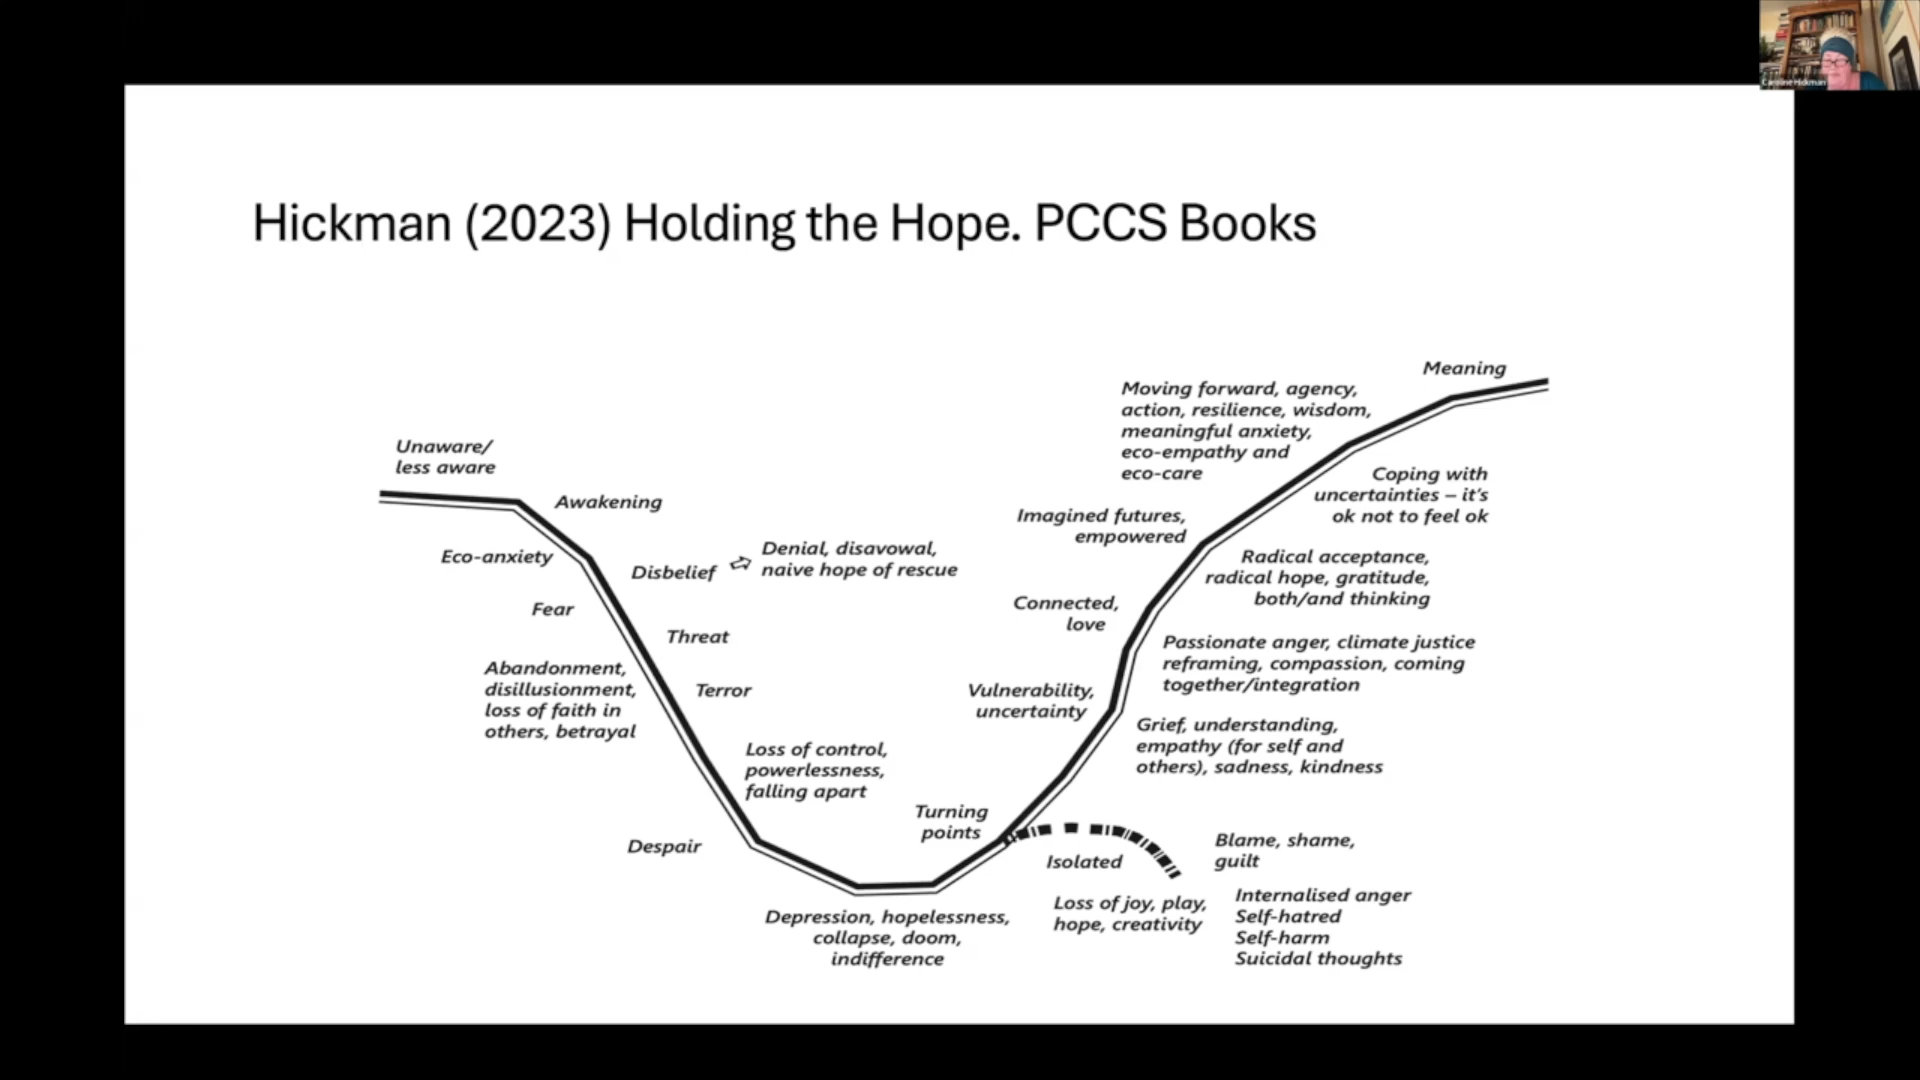 Caroline Hickman
Hickman (2023) Holding the Hope. PCCS Books
Unaware/
less aware
Awakening
Eco-anxiety
Disbelief
Denial, disavowal,
naive hope of rescue
Fear
Threat
Abandonment,
disillusionment,
loss of faith in
others, betrayal
Terror
Loss of control,
powerlessness,
falling apart
Despair
Depression, hopelessness,
collapse, doom,
indifference
Turning
points
Isolated
Loss of joy, play,
hope, creativity
Blame, shame,
guilt
Internalised anger
Self-hatred
Self-harm
Suicidal thoughts
Vulnerability,
uncertainty
Grief, understanding,
empathy (for self and
others), sadness, kindness
Connected,
love
Passionate anger, climate justice
reframing, compassion, coming
together/integration
Imagined futures,
empowered
Radical acceptance,
radical hope, gratitude,
both/and thinking
Moving forward, agency,
action, resilience, wisdom,
meaningful anxiety,
eco-empathy and
eco-care
Coping with
uncertainties – it's
ok not to feel ok
Meaning